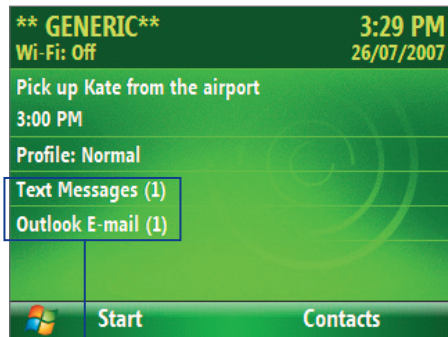 ** GENERIC** 3:29 PM
Wi-Fi: Off 26/07/2007
Pick up Kate from the airport
3:00 PM
Profile: Normal
Text Messages (1)
Outlook E-mail (1)
Start Contacts